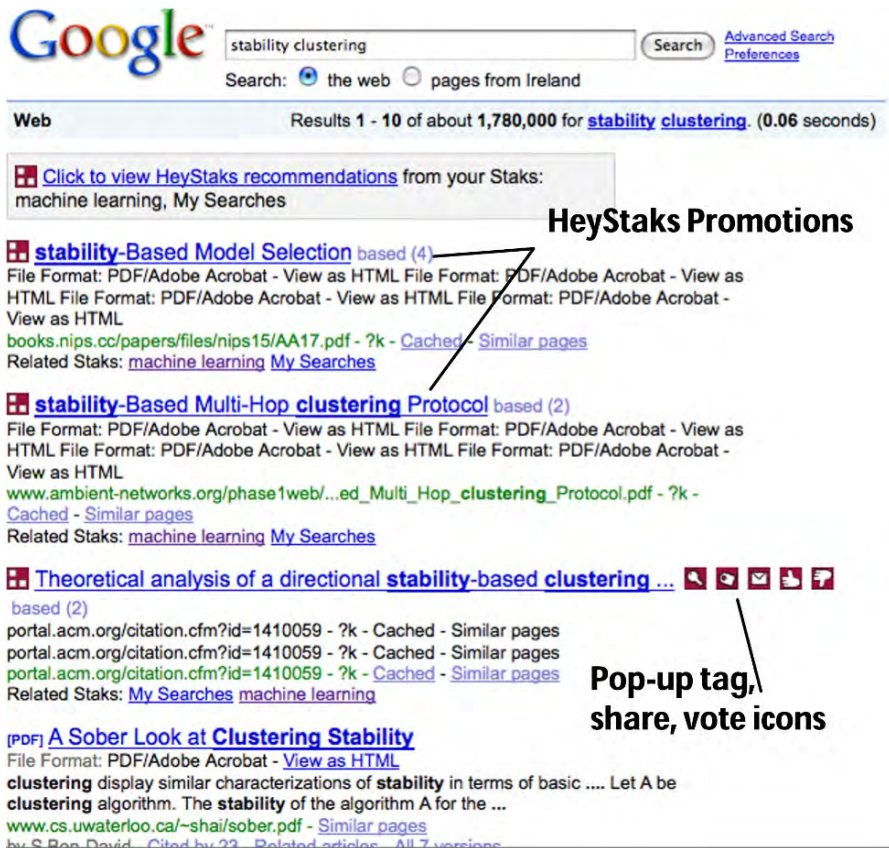 Google™
stability clustering
Search
Advanced Search
Preferences
Search: the web pages from Ireland
Web
Results 1 - 10 of about 1,780,000 for stability clustering. (0.06 seconds)
Click to view HeyStaks recommendations from your Staks:
machine learning, My Searches
HeyStaks Promotions
stability-Based Model Selection based (4)
File Format: PDF/Adobe Acrobat - View as HTML File Format: PDF/Adobe Acrobat - View as
HTML File Format: PDF/Adobe Acrobat - View as HTML File Format: PDF/Adobe Acrobat -
View as HTML
books.nips.cc/papers/files/nips15/AA17.pdf - ?k - Cached - Similar pages
Related Staks: machine learning My Searches
stability-Based Multi-Hop clustering Protocol based (2)
File Format: PDF/Adobe Acrobat - View as HTML File Format: PDF/Adobe Acrobat - View as
HTML File Format: PDF/Adobe Acrobat - View as HTML File Format: PDF/Adobe Acrobat -
View as HTML
www.ambient-networks.org/phase1web/...ed_Multi_Hop_clustering_Protocol.pdf - ?k -
Cached - Similar pages
Related Staks: machine learning My Searches
Theoretical analysis of a directional stability-based clustering ...
based (2)
portal.acm.org/citation.cfm?id=1410059 - ?k - Cached - Similar pages
portal.acm.org/citation.cfm?id=1410059 - ?k - Cached - Similar pages
portal.acm.org/citation.cfm?id=1410059 - ?k - Cached - Similar pages
Related Staks: My Searches machine learning
Pop-up tag,
share, vote icons
[PDF] A Sober Look at Clustering Stability
File Format: PDF/Adobe Acrobat - View as HTML
clustering display similar characterizations of stability in terms of basic .... Let A be
clustering algorithm. The stability of the algorithm A for the ...
www.cs.uwaterloo.ca/~shai/sober.pdf - Similar pages
by S Ben-David - Cited by 23 - Related articles - All 7 versions